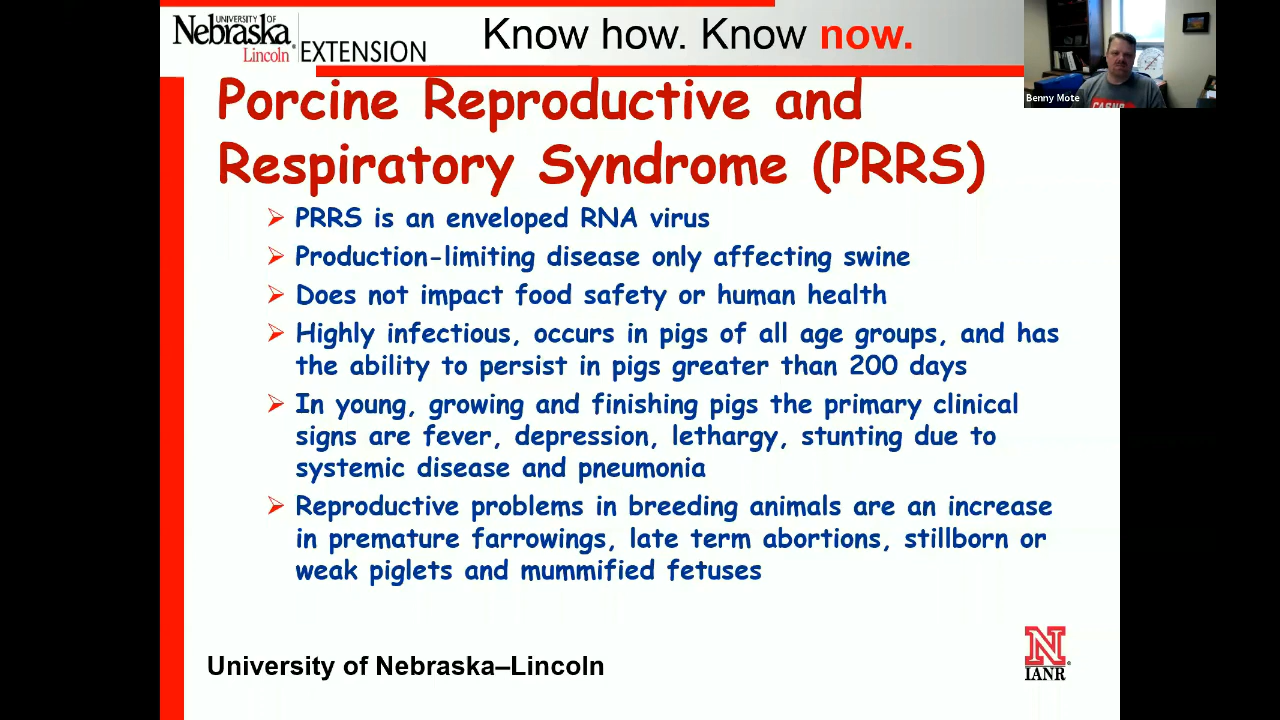 UNIVERSITY OF
Nebraska
Lincoln
EXTENSION
Know how. Know now.
Benny Mote
Porcine Reproductive and
Respiratory Syndrome (PRRS)
➢ PRRS is an enveloped RNA virus
➢ Production-limiting disease only affecting swine
➢ Does not impact food safety or human health
➢ Highly infectious, occurs in pigs of all age groups, and has
the ability to persist in pigs greater than 200 days
➢ In young, growing and finishing pigs the primary clinical
signs are fever, depression, lethargy, stunting due to
systemic disease and pneumonia
➢ Reproductive problems in breeding animals are an increase
in premature farrowings, late term abortions, stillborn or
weak piglets and mummified fetuses
University of Nebraska–Lincoln
N
IANR